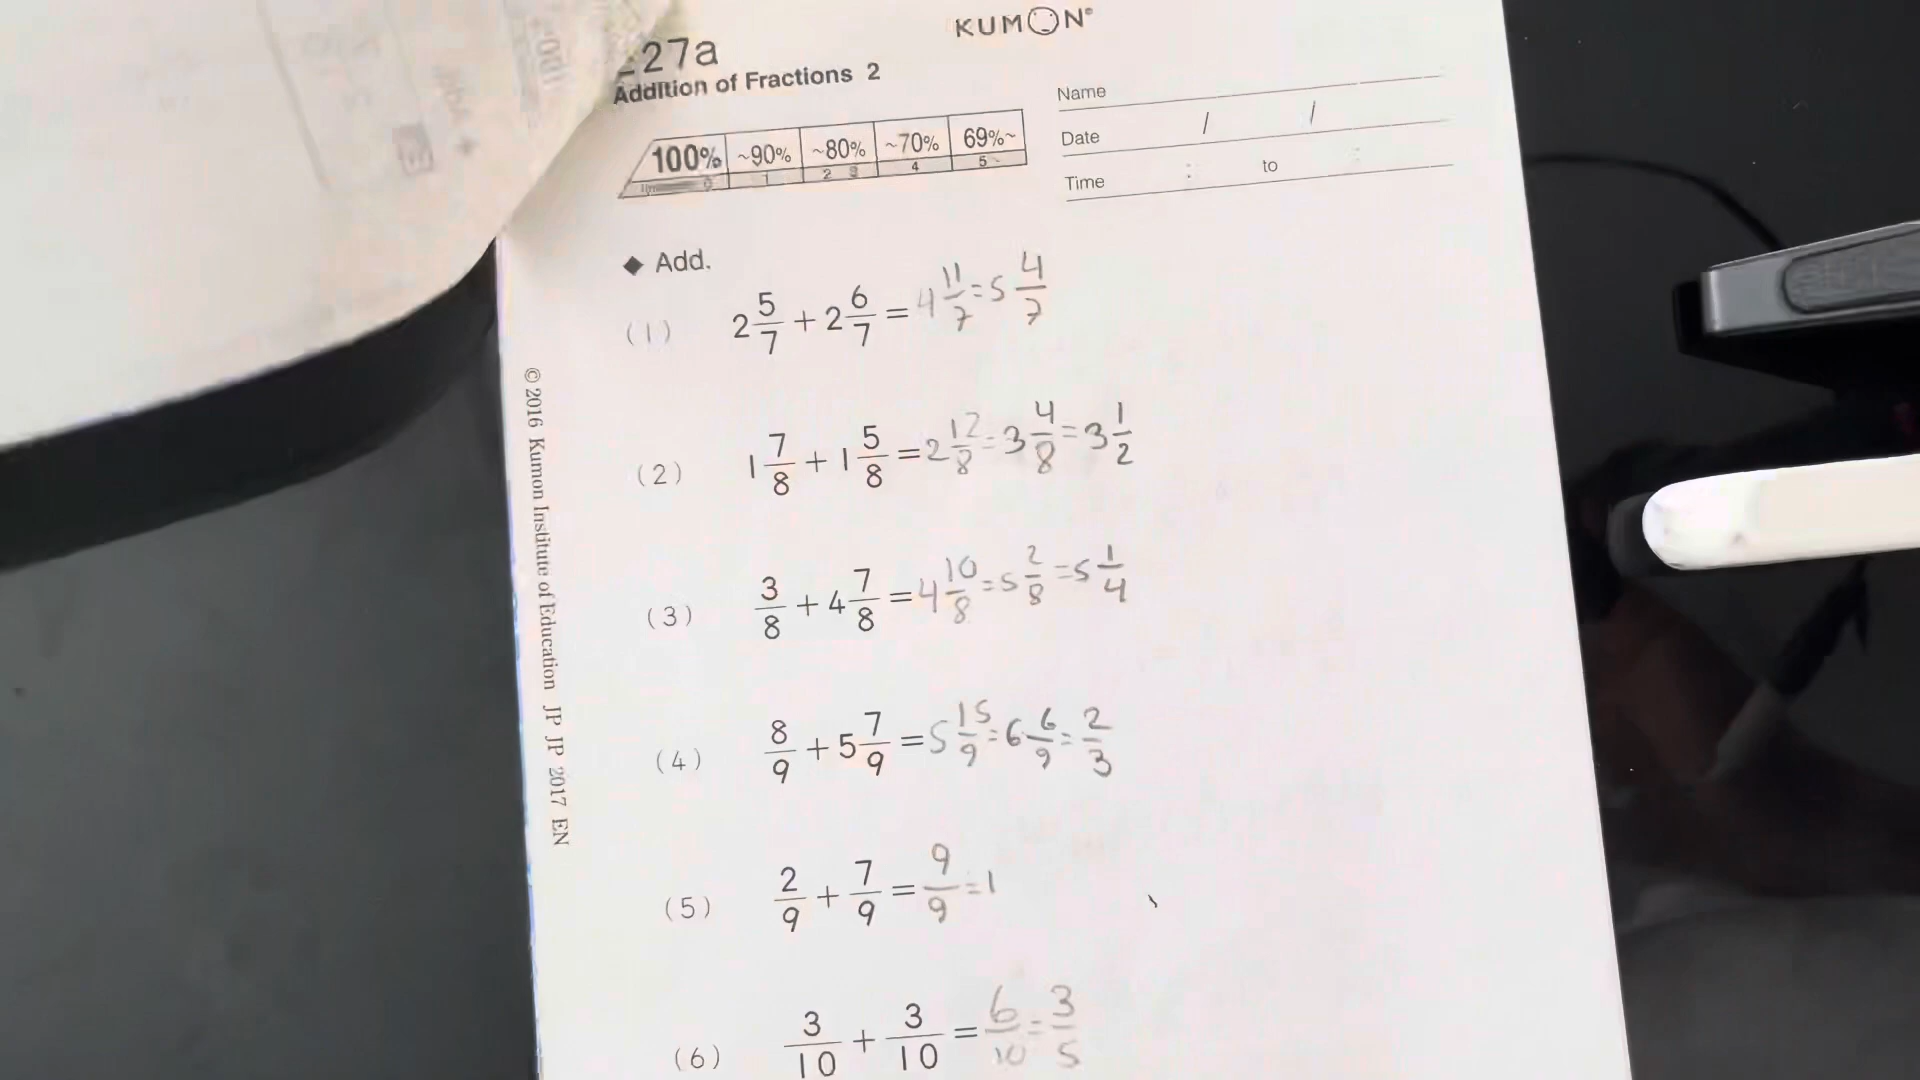 KUMON
27a
Addition of Fractions 2
100% ~90% ~80% ~70% 69%~
0 1 2 3 4 5
Name
Date / /
Time : to :
◆ Add.
(1) 2 5/7 + 2 6/7 = 4 11/7 = 5 4/7
(2) 1 7/8 + 1 5/8 = 2 12/8 = 3 4/8 = 3 1/2
(3) 3/8 + 4 7/8 = 4 10/8 = 5 2/8 = 5 1/4
(4) 8/9 + 5 7/9 = 5 15/9 = 6 6/9 = 2/3
(5) 2/9 + 7/9 = 9/9 = 1
(6) 3/10 + 3/10 = 6/10 = 3/5
© 2016 Kumon Institute of Education JP JP 2017 EN